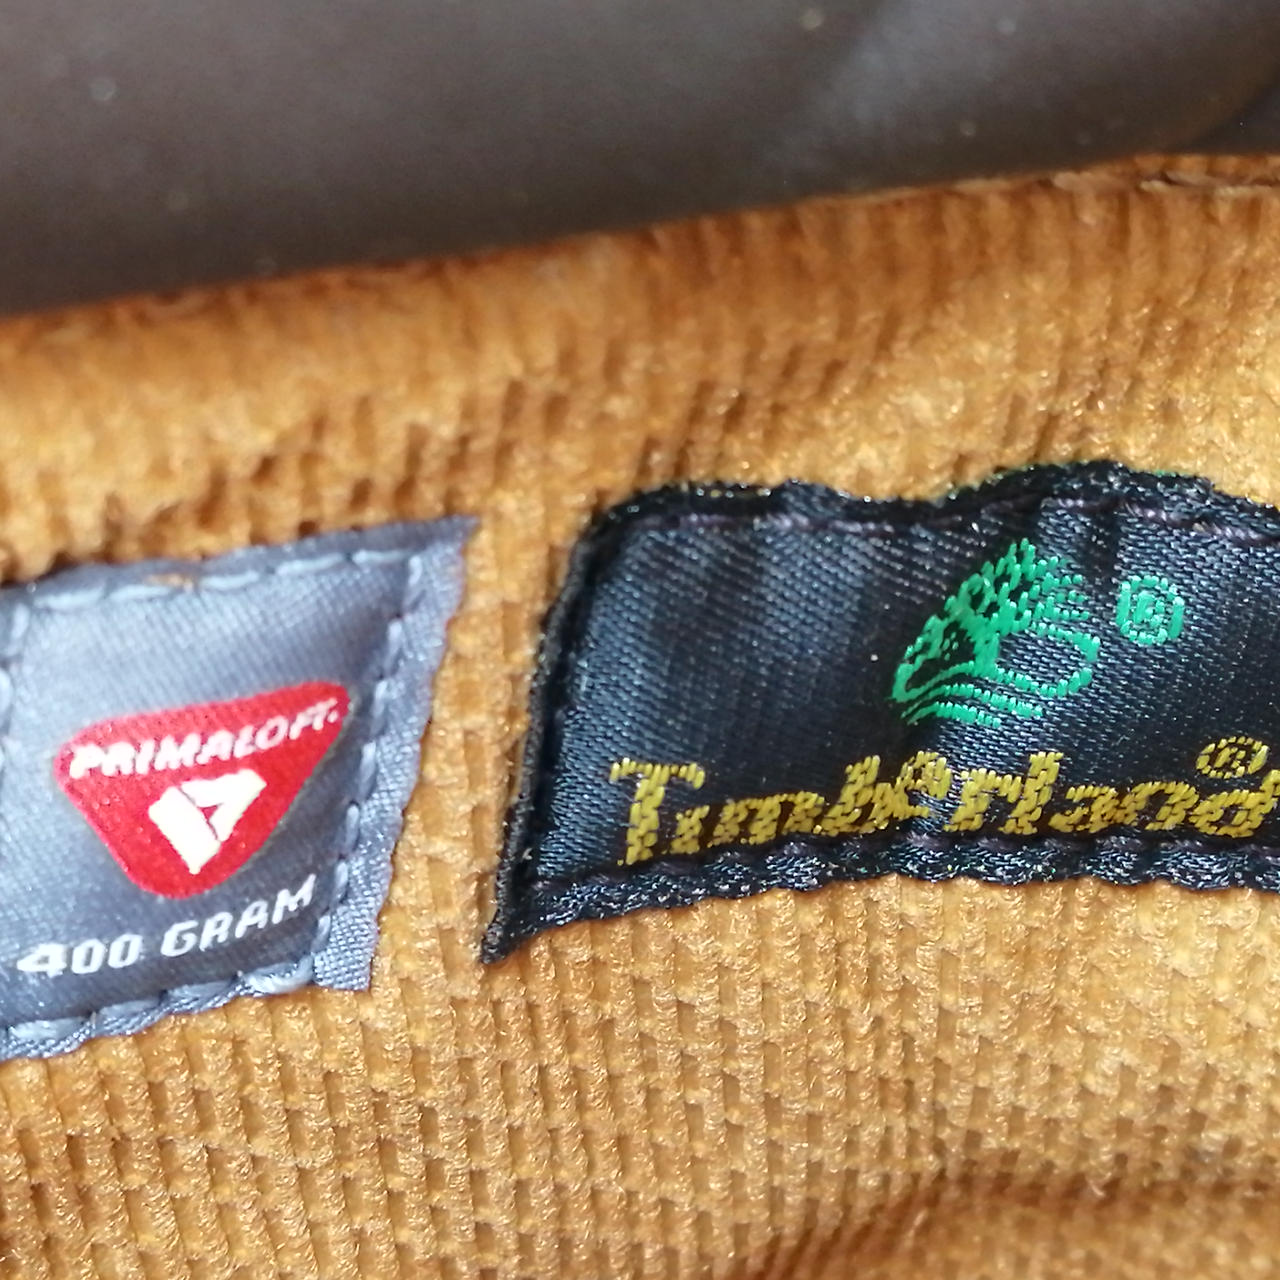 PRIMALOFT.
400 GRAM
®
Timberland®